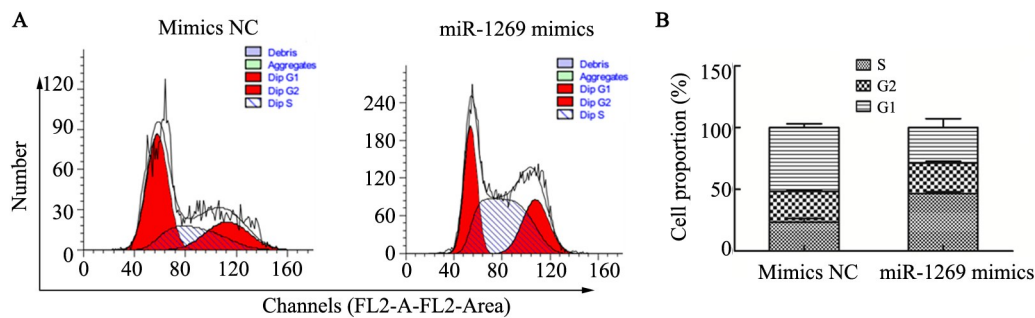 A
Mimics NC
Debris
Aggregates
Dip G1
Dip G2
Dip S
120
90
60
30
0
0 40 80 120 160
miR-1269 mimics
Debris
Aggregates
Dip G1
Dip G2
Dip S
240
180
120
60
0
0 40 80 120 160
Number
Channels (FL2-A-FL2-Area)
B
S
G2
G1
150
100
50
0
Cell proportion (%)
Mimics NC miR-1269 mimics